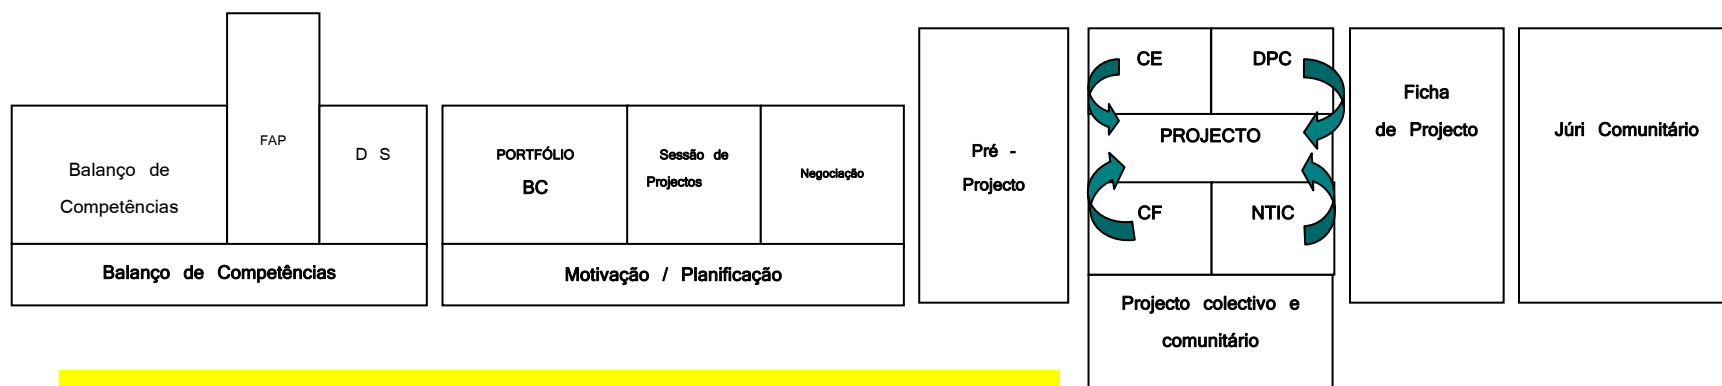 Balanço de
Competências
FAP
D S
Balanço de Competências
PORTFÓLIO
BC
Sessão de
Projectos
Negociação
Motivação / Planificação
Pré -
Projecto
CE
DPC
PROJECTO
CF
NTIC
Projecto colectivo e
comunitário
Ficha
de Projecto
Júri Comunitário